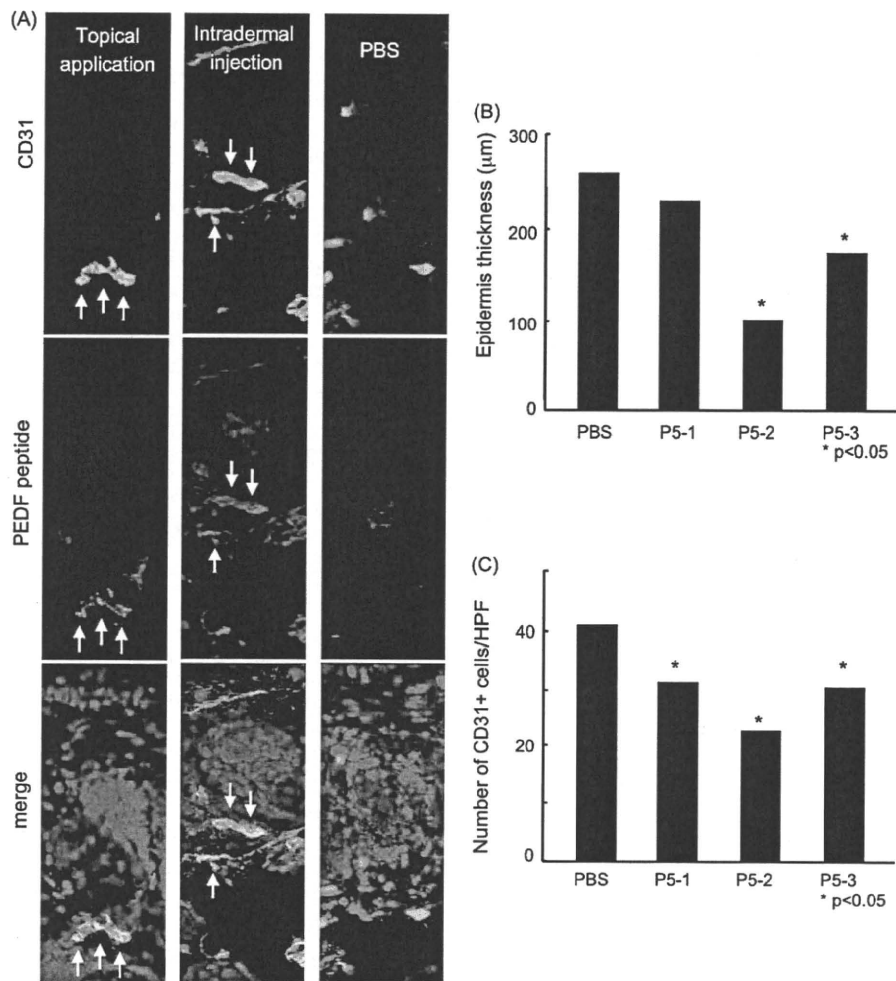 (A)
Topical
application
Intradermal
injection
PBS
CD31
PEDF peptide
merge
(B)
Epidermis thickness (μm)
300
200
100
0
*
*
PBS
P5-1
P5-2
P5-3
* p<0.05
(C)
Number of CD31+ cells/HPF
40
20
0
*
*
*
PBS
P5-1
P5-2
P5-3
* p<0.05